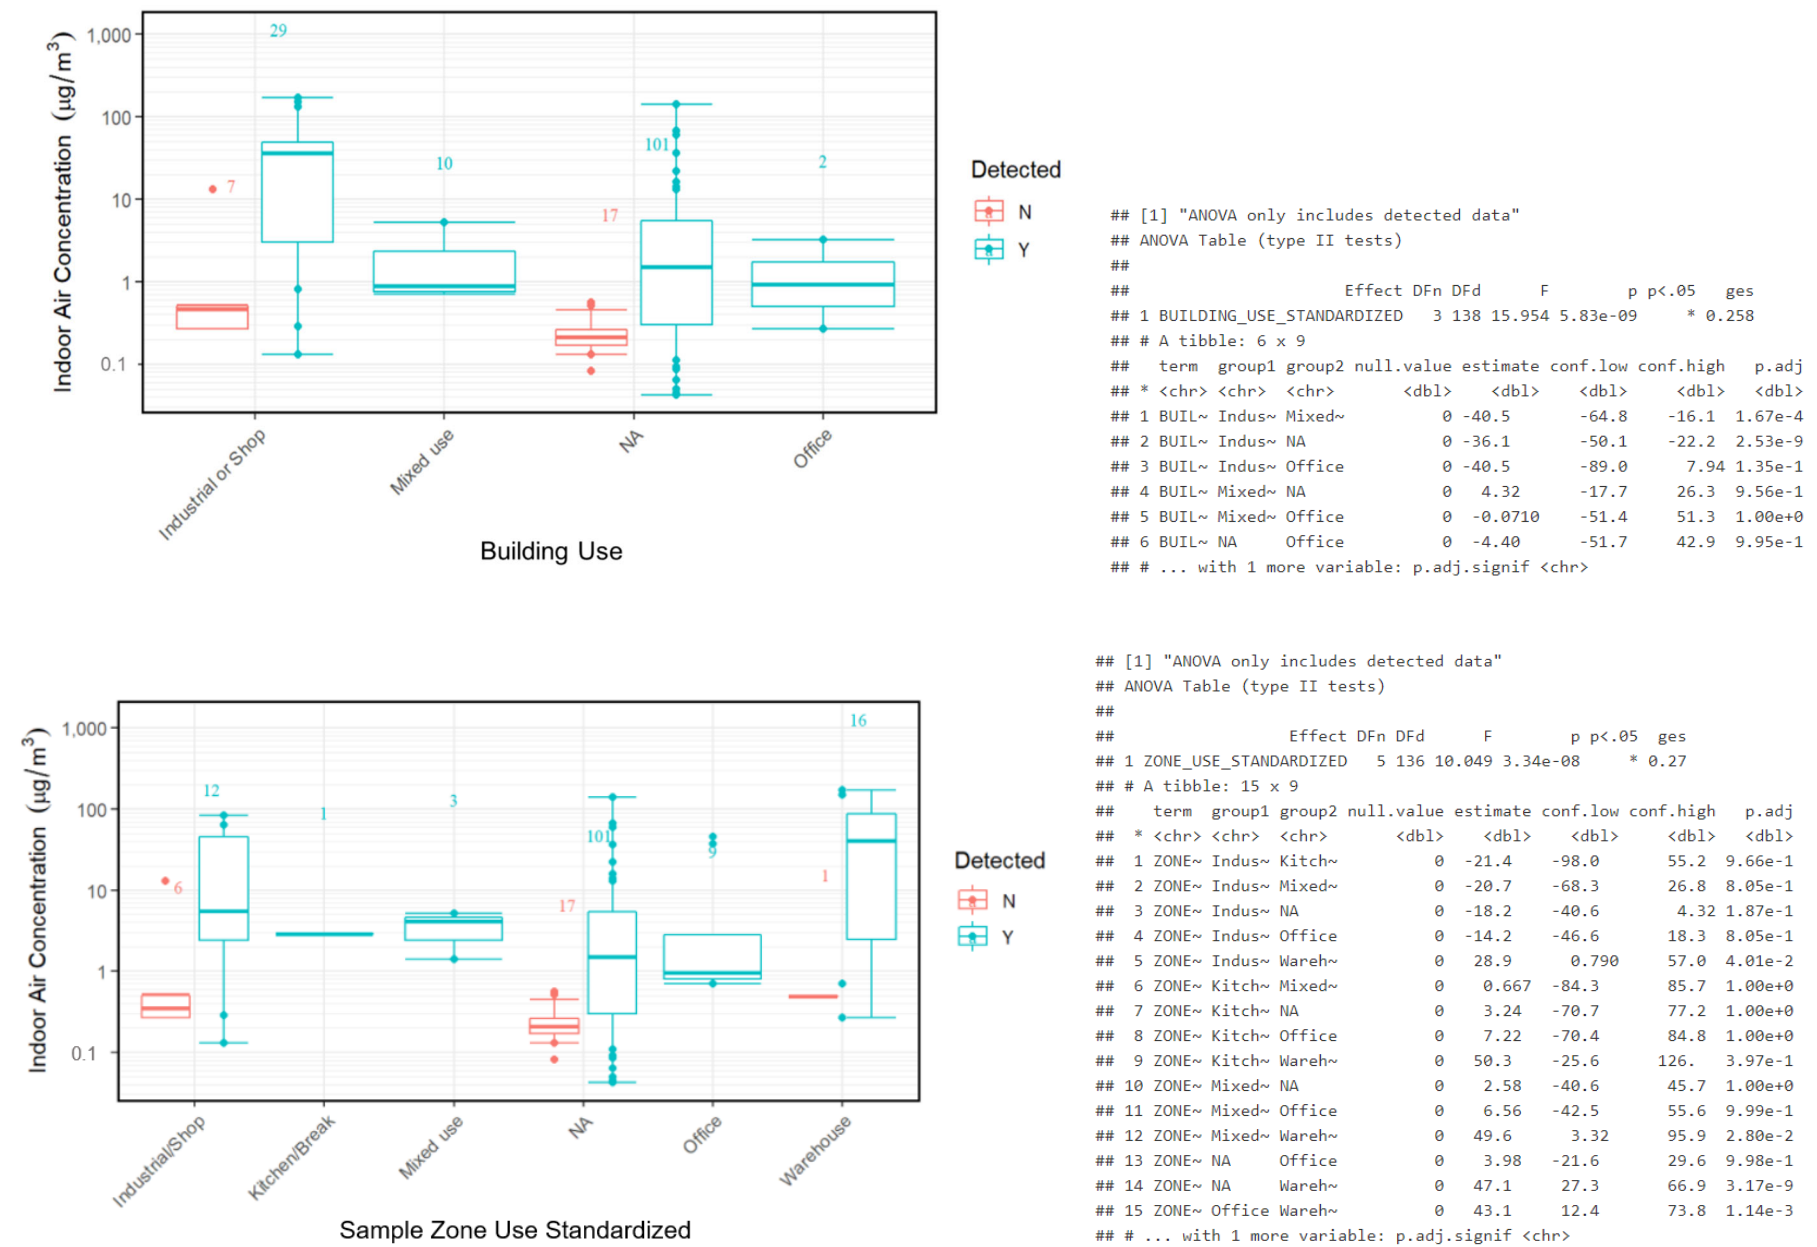 Indoor Air Concentration (μg/m³)
1,000
100
10
1
0.1
29
7
10
17
101
2
Industrial or Shop
Mixed use
NA
Office
Building Use
Detected
N
Y
## [1] "ANOVA only includes detected data"
## ANOVA Table (type II tests)
##
## Effect DFn DFd F p p<.05 ges
## 1 BUILDING_USE_STANDARDIZED 3 138 15.954 5.83e-09 * 0.258
## # A tibble: 6 x 9
## term group1 group2 null.value estimate conf.low conf.high p.adj
## * <chr> <chr> <chr> <dbl> <dbl> <dbl> <dbl> <dbl>
## 1 BUIL~ Indus~ Mixed~ 0 -40.5 -64.8 -16.1 1.67e-4
## 2 BUIL~ Indus~ NA 0 -36.1 -50.1 -22.2 2.53e-9
## 3 BUIL~ Indus~ Office 0 -40.5 -89.0 7.94 1.35e-1
## 4 BUIL~ Mixed~ NA 0 4.32 -17.7 26.3 9.56e-1
## 5 BUIL~ Mixed~ Office 0 -0.0710 -51.4 51.3 1.00e+0
## 6 BUIL~ NA Office 0 -4.40 -51.7 42.9 9.95e-1
## # ... with 1 more variable: p.adj.signif <chr>
Indoor Air Concentration (μg/m³)
1,000
100
10
1
0.1
12
6
1
3
17
101
9
1
16
Industrial/Shop
Kitchen/Break
Mixed use
NA
Office
Warehouse
Sample Zone Use Standardized
Detected
N
Y
## [1] "ANOVA only includes detected data"
## ANOVA Table (type II tests)
##
## Effect DFn DFd F p p<.05 ges
## 1 ZONE_USE_STANDARDIZED 5 136 10.049 3.34e-08 * 0.27
## # A tibble: 15 x 9
## term group1 group2 null.value estimate conf.low conf.high p.adj
## * <chr> <chr> <chr> <dbl> <dbl> <dbl> <dbl> <dbl>
## 1 ZONE~ Indus~ Kitch~ 0 -21.4 -98.0 55.2 9.66e-1
## 2 ZONE~ Indus~ Mixed~ 0 -20.7 -68.3 26.8 8.05e-1
## 3 ZONE~ Indus~ NA 0 -18.2 -40.6 4.32 1.87e-1
## 4 ZONE~ Indus~ Office 0 -14.2 -46.6 18.3 8.05e-1
## 5 ZONE~ Indus~ Wareh~ 0 28.9 0.790 57.0 4.01e-2
## 6 ZONE~ Kitch~ Mixed~ 0 0.667 -84.3 85.7 1.00e+0
## 7 ZONE~ Kitch~ NA 0 3.24 -70.7 77.2 1.00e+0
## 8 ZONE~ Kitch~ Office 0 7.22 -70.4 84.8 1.00e+0
## 9 ZONE~ Kitch~ Wareh~ 0 50.3 -25.6 126. 3.97e-1
## 10 ZONE~ Mixed~ NA 0 2.58 -40.6 45.7 1.00e+0
## 11 ZONE~ Mixed~ Office 0 6.56 -42.5 55.6 9.99e-1
## 12 ZONE~ Mixed~ Wareh~ 0 49.6 3.32 95.9 2.80e-2
## 13 ZONE~ NA Office 0 3.98 -21.6 29.6 9.98e-1
## 14 ZONE~ NA Wareh~ 0 47.1 27.3 66.9 3.17e-9
## 15 ZONE~ Office Wareh~ 0 43.1 12.4 73.8 1.14e-3
## # ... with 1 more variable: p.adj.signif <chr>